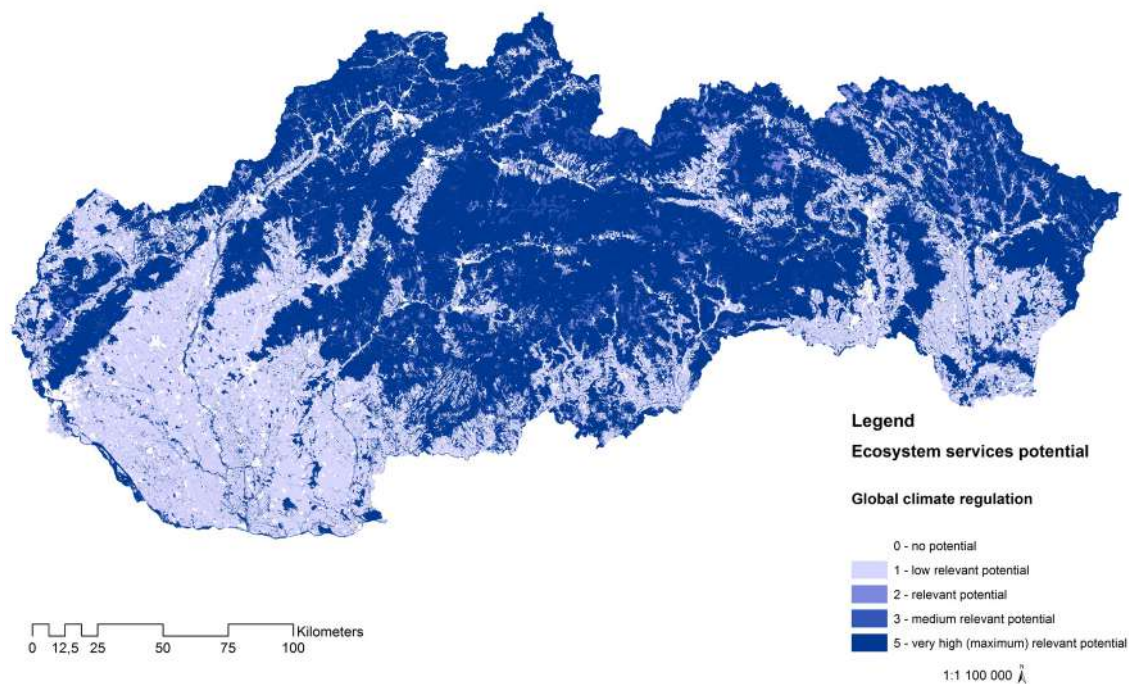 Legend
Ecosystem services potential
Global climate regulation
0 - no potential
1 - low relevant potential
2 - relevant potential
3 - medium relevant potential
5 - very high (maximum) relevant potential
Kilometers
0 12,5 25 50 75 100
1:1 100 000 n